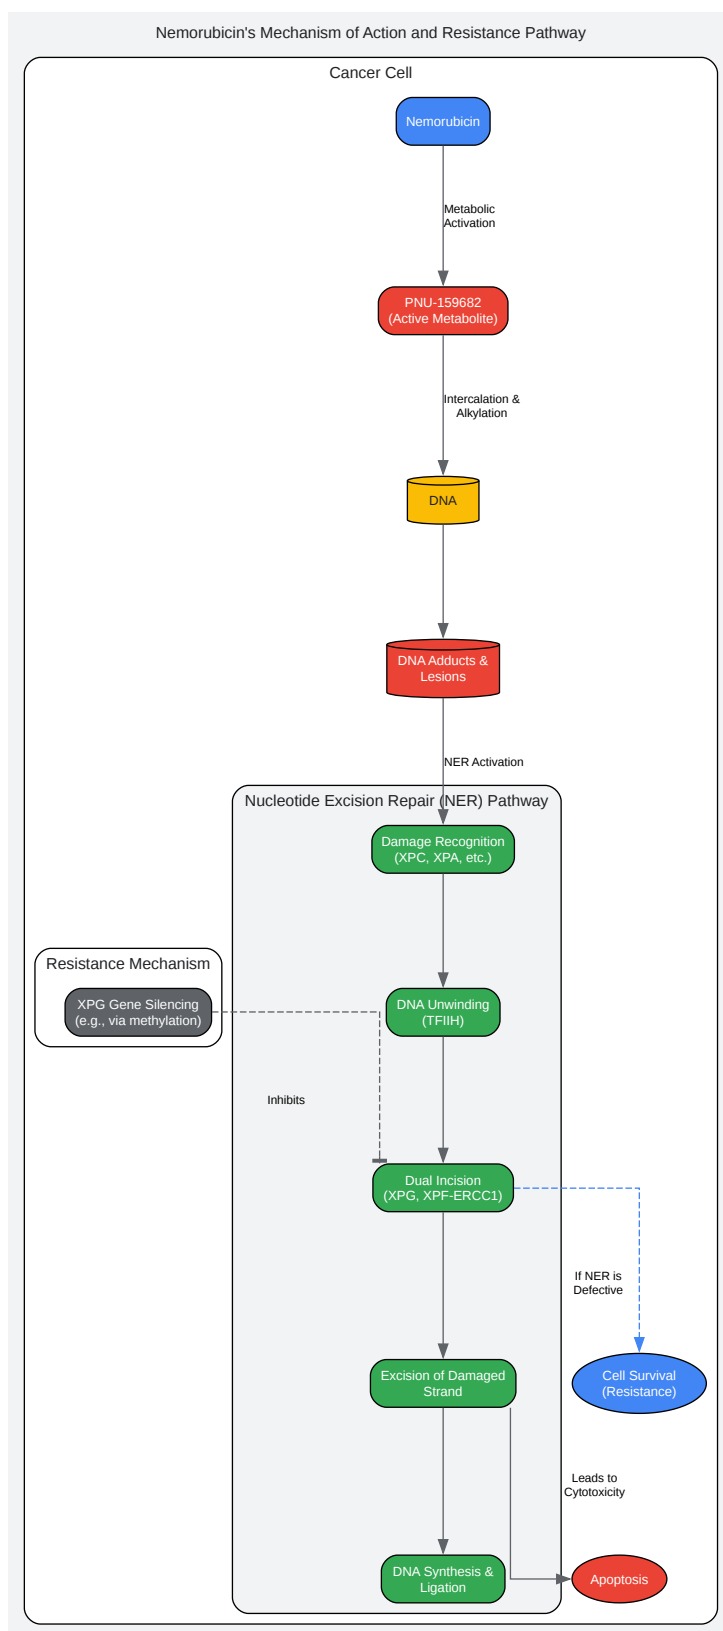 Nemorubicin's Mechanism of Action and Resistance Pathway
Cancer Cell
Nemorubicin
Metabolic
Activation
PNU-159682
(Active Metabolite)
Intercalation &
Alkylation
DNA
DNA Adducts &
Lesions
NER Activation
Nucleotide Excision Repair (NER) Pathway
Damage Recognition
(XPC, XPA, etc.)
Resistance Mechanism
XPG Gene Silencing
(e.g., via methylation)
DNA Unwinding
(TFIIH)
Inhibits
Dual Incision
(XPG, XPF-ERCC1)
If NER is
Defective
Excision of Damaged
Strand
Cell Survival
(Resistance)
Leads to
Cytotoxicity
DNA Synthesis &
Ligation
Apoptosis